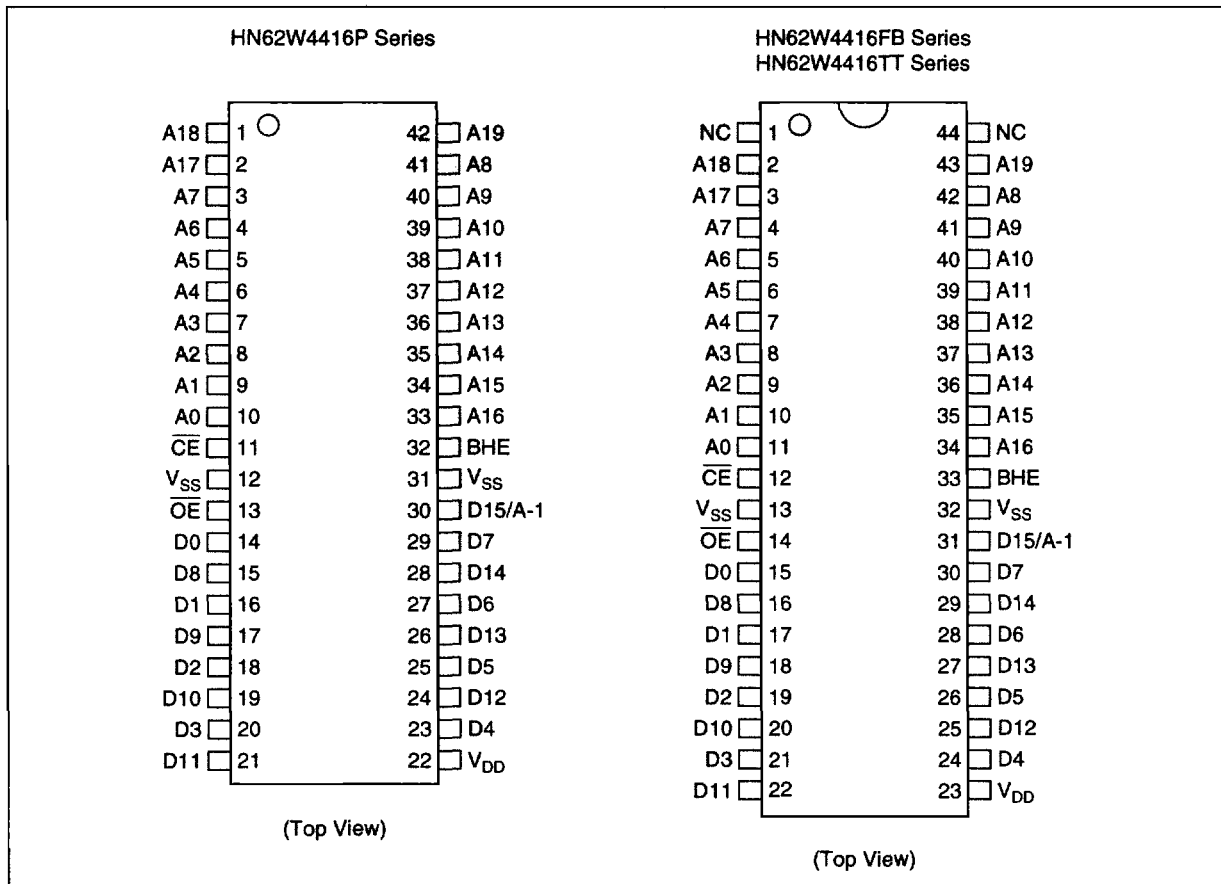 HN62W4416P Series
A18 1 42 A19
A17 2 41 A8
A7 3 40 A9
A6 4 39 A10
A5 5 38 A11
A4 6 37 A12
A3 7 36 A13
A2 8 35 A14
A1 9 34 A15
A0 10 33 A16
C̅E̅ 11 32 BHE
VSS 12 31 VSS
O̅E̅ 13 30 D15/A-1
D0 14 29 D7
D8 15 28 D14
D1 16 27 D6
D9 17 26 D13
D2 18 25 D5
D10 19 24 D12
D3 20 23 D4
D11 21 22 VDD
(Top View)
HN62W4416FB Series
HN62W4416TT Series
NC 1 44 NC
A18 2 43 A19
A17 3 42 A8
A7 4 41 A9
A6 5 40 A10
A5 6 39 A11
A4 7 38 A12
A3 8 37 A13
A2 9 36 A14
A1 10 35 A15
A0 11 34 A16
C̅E̅ 12 33 BHE
VSS 13 32 VSS
O̅E̅ 14 31 D15/A-1
D0 15 30 D7
D8 16 29 D14
D1 17 28 D6
D9 18 27 D13
D2 19 26 D5
D10 20 25 D12
D3 21 24 D4
D11 22 23 VDD
(Top View)